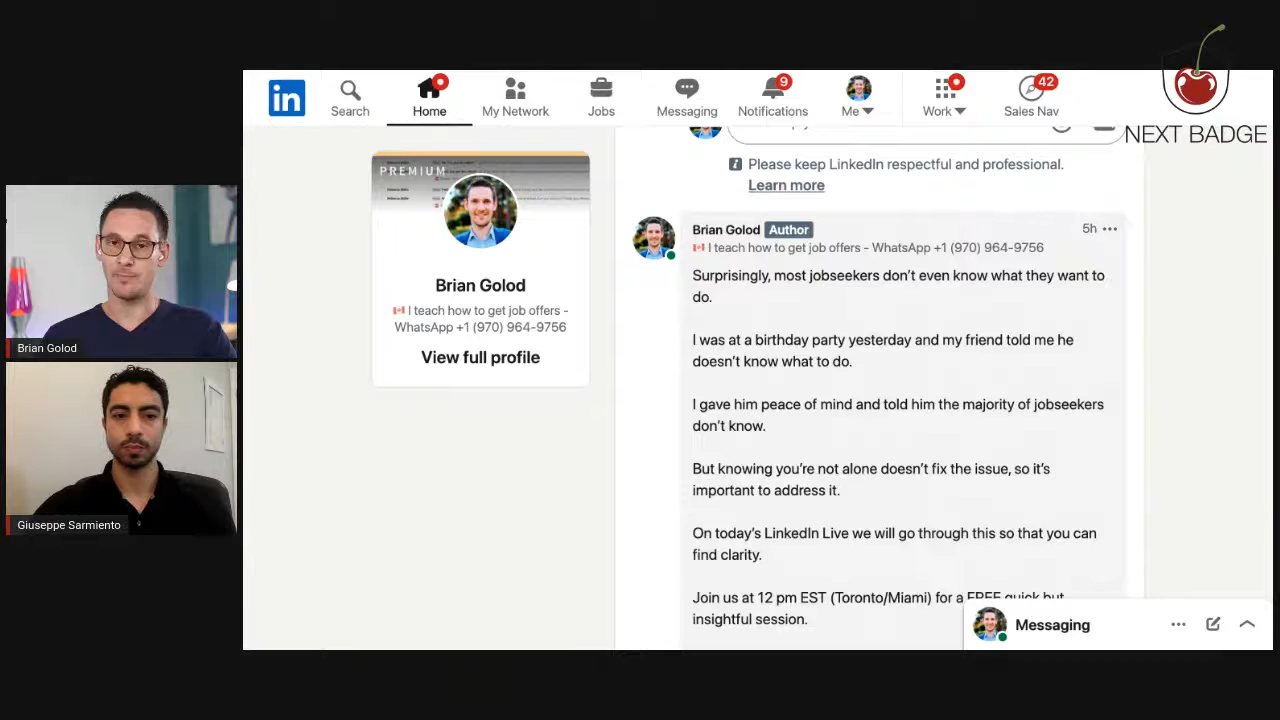 in
Search
Home
My Network
Jobs
Messaging
9
Notifications
Me
Work
42
Sales Nav
NEXT BADGE
Please keep LinkedIn respectful and professional.
Learn more
PREMIUM
Brian Golod
I teach how to get job offers -
WhatsApp +1 (970) 964-9756
View full profile
Brian Golod Author
5h
I teach how to get job offers - WhatsApp +1 (970) 964-9756
Surprisingly, most jobseekers don't even know what they want to
do.
I was at a birthday party yesterday and my friend told me he
doesn't know what to do.
I gave him peace of mind and told him the majority of jobseekers
don't know.
But knowing you're not alone doesn't fix the issue, so it's
important to address it.
On today's LinkedIn Live we will go through this so that you can
find clarity.
Join us at 12 pm EST (Toronto/Miami) for a FREE quick but
insightful session.
Messaging
Brian Golod
Giuseppe Sarmiento